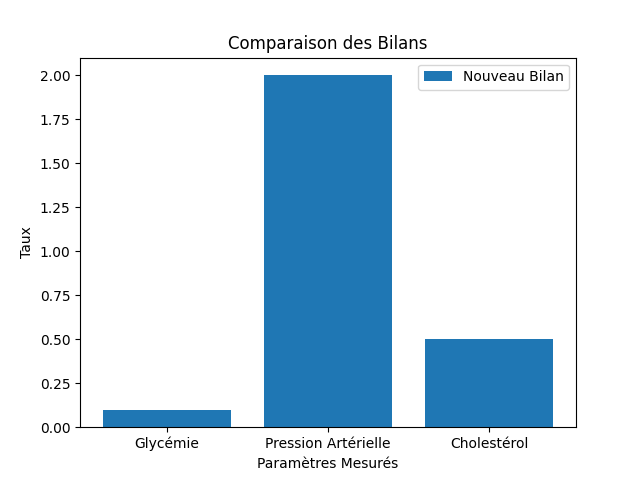 Comparaison des Bilans
Nouveau Bilan
Taux
2.00
1.75
1.50
1.25
1.00
0.75
0.50
0.25
0.00
Glycémie Pression Artérielle Cholestérol
Paramètres Mesurés